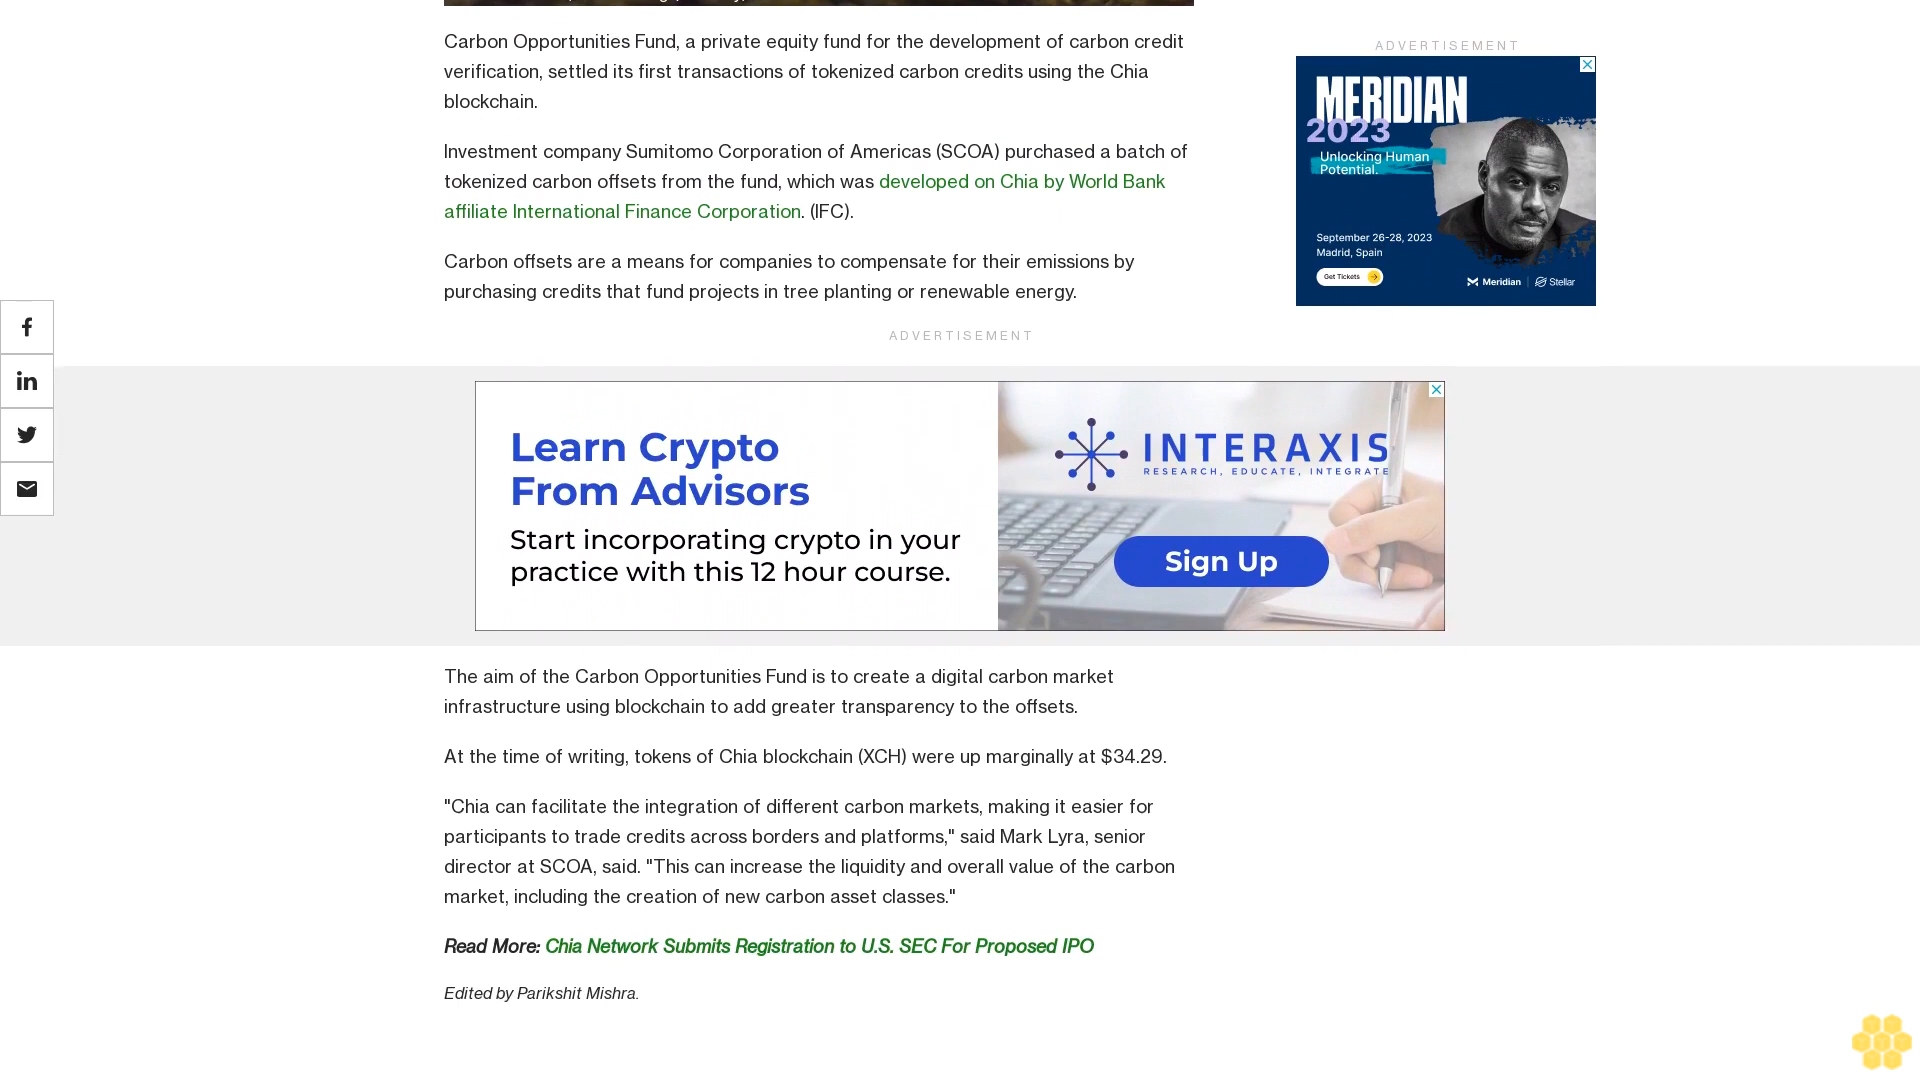 Carbon Opportunities Fund, a private equity fund for the development of carbon credit
verification, settled its first transactions of tokenized carbon credits using the Chia
blockchain.
Investment company Sumitomo Corporation of Americas (SCOA) purchased a batch of
tokenized carbon offsets from the fund, which was developed on Chia by World Bank
affiliate International Finance Corporation. (IFC).
Carbon offsets are a means for companies to compensate for their emissions by
purchasing credits that fund projects in tree planting or renewable energy.
ADVERTISEMENT
MERIDIAN
2023
Unlocking Human
Potential.
September 26-28, 2023
Madrid, Spain
Get Tickets
Meridian
Stellar
ADVERTISEMENT
Learn Crypto
From Advisors
Start incorporating crypto in your
practice with this 12 hour course.
INTERAXIS
RESEARCH, EDUCATE, INTEGRATE
Sign Up
The aim of the Carbon Opportunities Fund is to create a digital carbon market
infrastructure using blockchain to add greater transparency to the offsets.
At the time of writing, tokens of Chia blockchain (XCH) were up marginally at $34.29.
"Chia can facilitate the integration of different carbon markets, making it easier for
participants to trade credits across borders and platforms," said Mark Lyra, senior
director at SCOA, said. "This can increase the liquidity and overall value of the carbon
market, including the creation of new carbon asset classes."
Read More: Chia Network Submits Registration to U.S. SEC For Proposed IPO
Edited by Parikshit Mishra.